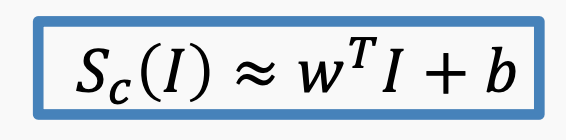 S_c(I) ≈ w^T I + b